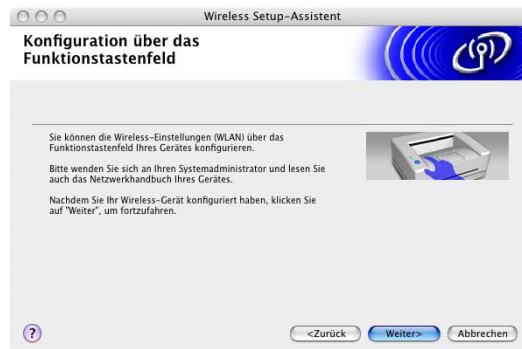 Wireless Setup-Assistent
Konfiguration über das
Funktionstastenfeld
Sie können die Wireless-Einstellungen (WLAN) über das
Funktionstastenfeld Ihres Gerätes konfigurieren.
Bitte wenden Sie sich an Ihren Systemadministrator und lesen Sie
auch das Netzwerkhandbuch Ihres Gerätes.
Nachdem Sie Ihr Wireless-Gerät konfiguriert haben, klicken Sie
auf "Weiter", um fortzufahren.
?
<Zurück
Weiter>
Abbrechen